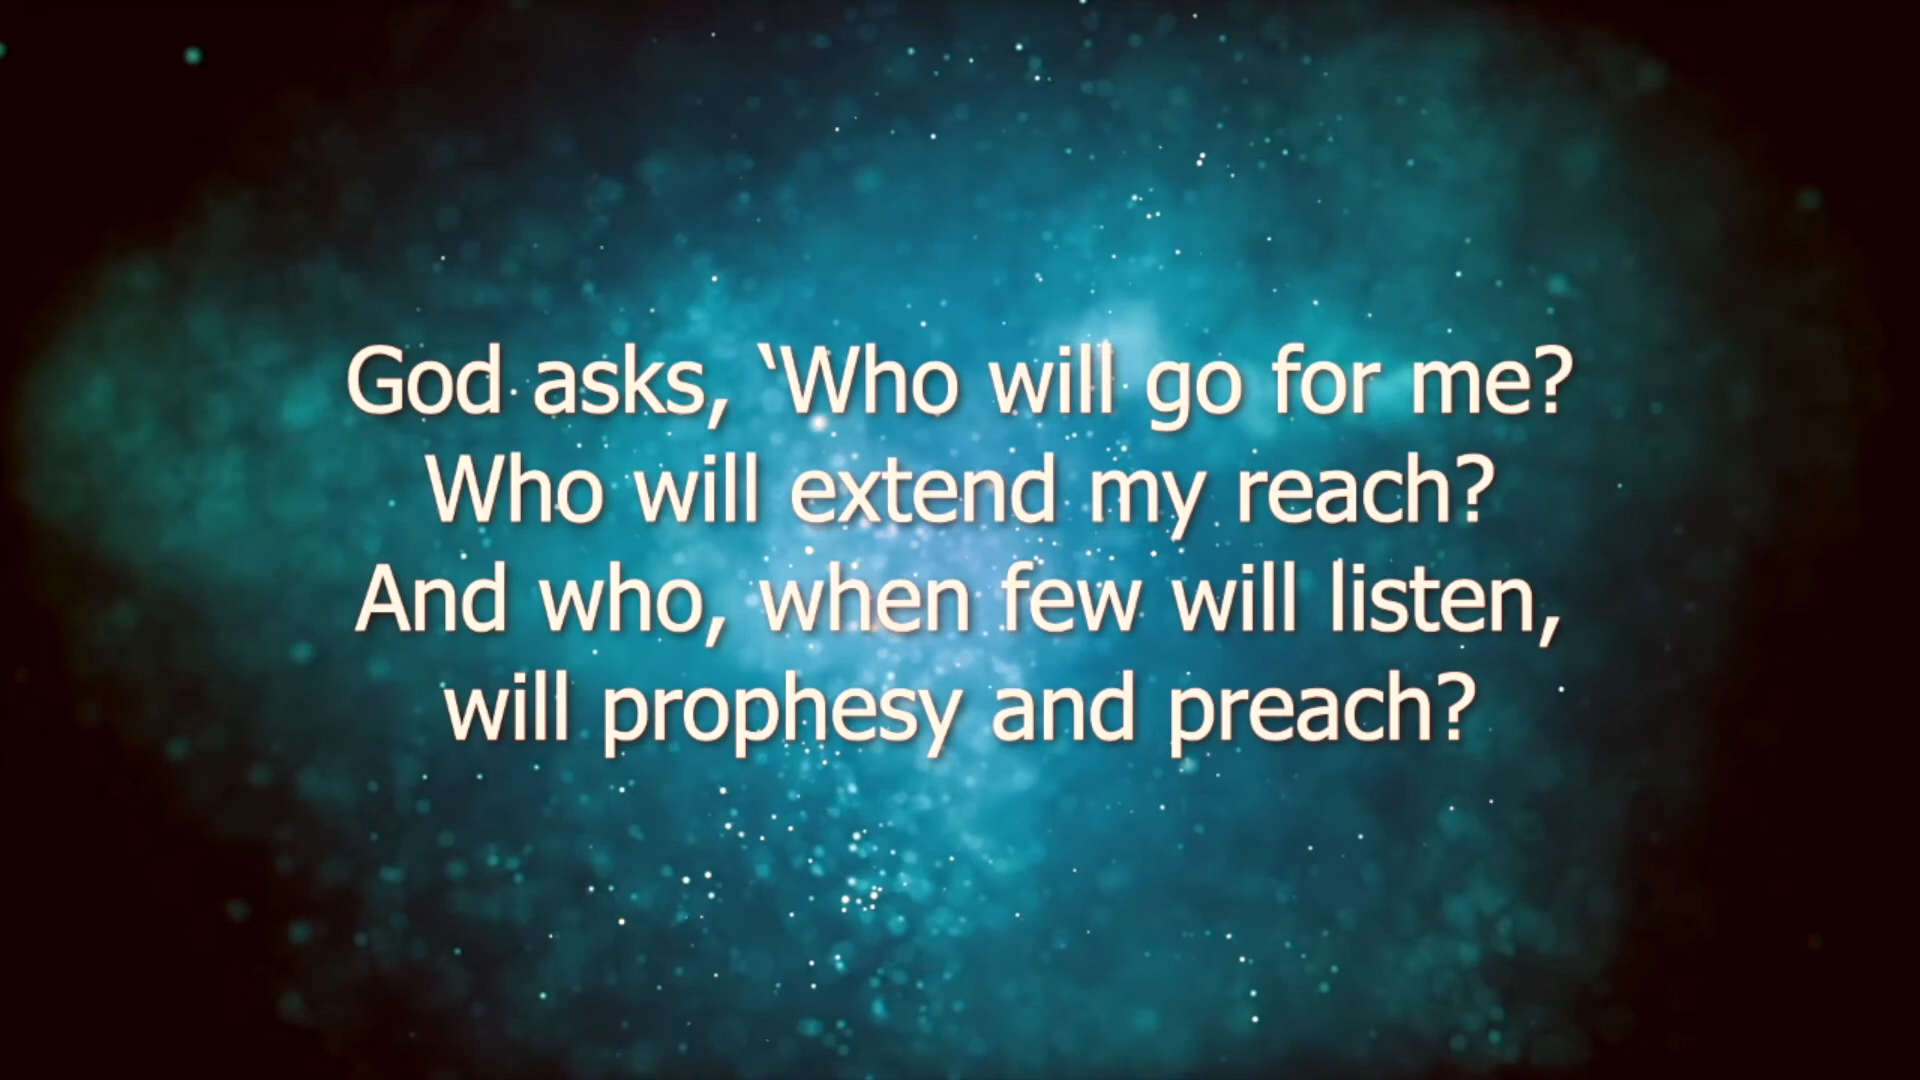 God asks, ‘Who will go for me?
Who will extend my reach?
And who, when few will listen,
will prophesy and preach?